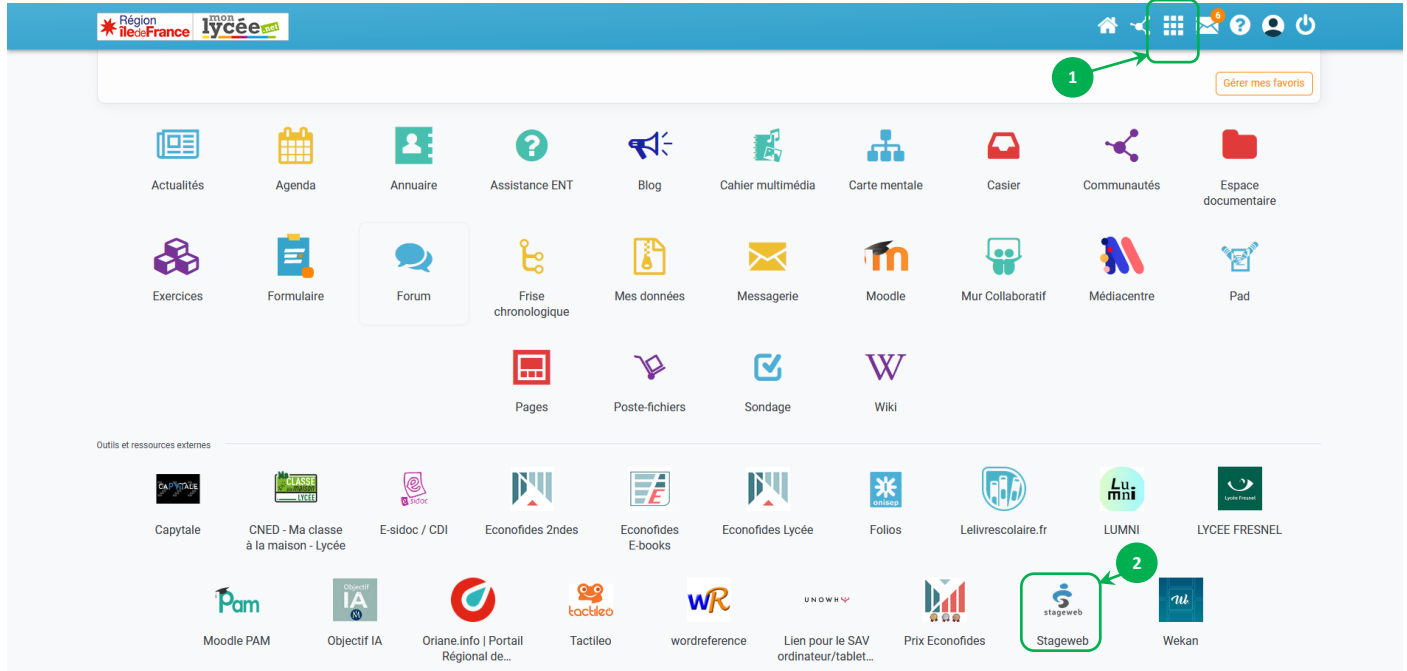 Région
îledeFrance
mon
lycée.net
6
1
Gérer mes favoris
Actualités
Agenda
Annuaire
Assistance ENT
Blog
Cahier multimédia
Carte mentale
Casier
Communautés
Espace
documentaire
Exercices
Formulaire
Forum
Frise
chronologique
Mes données
Messagerie
Moodle
Mur Collaboratif
Médiacentre
Pad
Pages
Poste-fichiers
Sondage
W
Wiki
Outils et ressources externes
CAPYTALE
Ma
CLASSE
LYCÉE
e
sidoc
E
onisep
Lu
mni
Lycée Fresnel
Capytale
CNED - Ma classe
à la maison - Lycée
E-sidoc / CDI
Econofides 2ndes
Econofides
E-books
Econofides Lycée
Folios
Lelivrescolaire.fr
LUMNI
LYCEE FRESNEL
2
Pam
Objectif
IA
tactileo
WR
UNOWHY
stageweb
Moodle PAM
Objectif IA
Oriane.info | Portail
Régional de...
Tactileo
wordreference
Lien pour le SAV
ordinateur/tablet...
Prix Econofides
Stageweb
Wekan